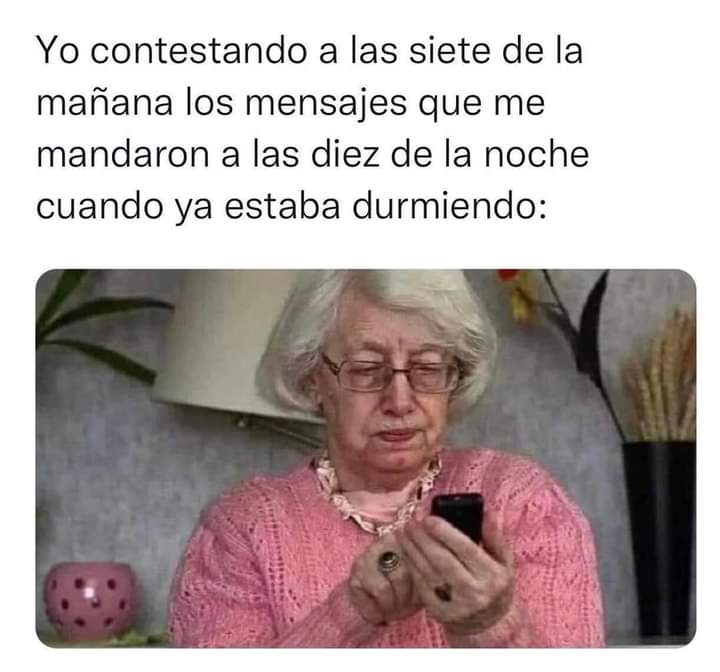 Yo contestando a las siete de la
mañana los mensajes que me
mandaron a las diez de la noche
cuando ya estaba durmiendo: